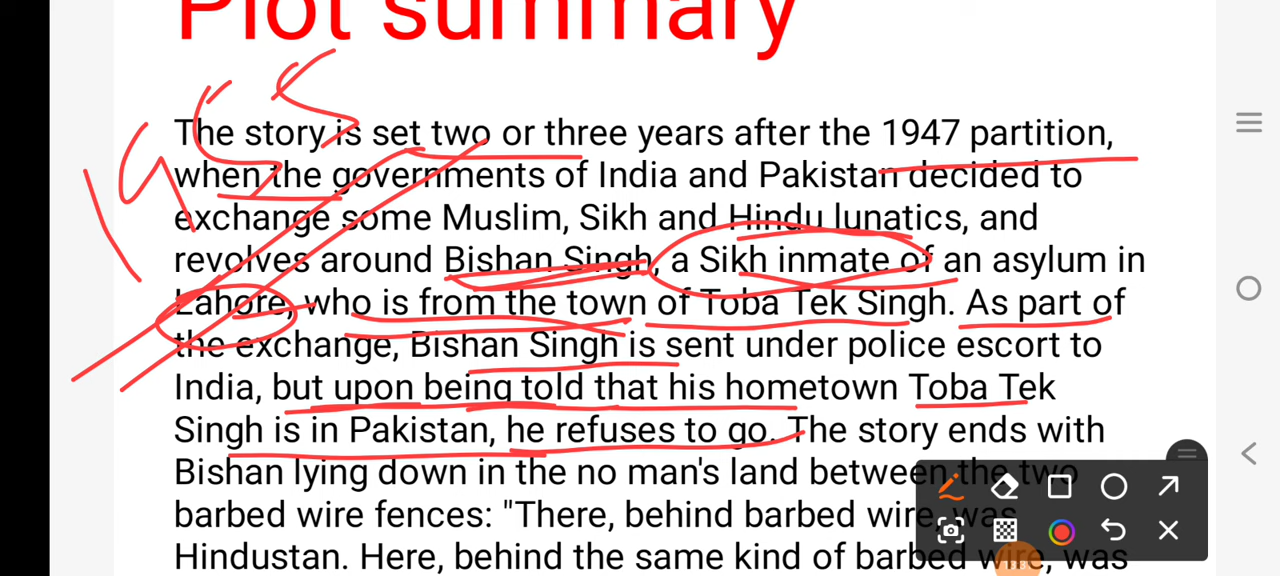 Plot summary
1955
The story is set two or three years after the 1947 partition,
when the governments of India and Pakistan decided to
exchange some Muslim, Sikh and Hindu lunatics, and
revolves around Bishan Singh, a Sikh inmate of an asylum in
Lahore, who is from the town of Toba Tek Singh. As part of
the exchange, Bishan Singh is sent under police escort to
India, but upon being told that his hometown Toba Tek
Singh is in Pakistan, he refuses to go. The story ends with
Bishan lying down in the no man's land between the two
barbed wire fences: "There, behind barbed wire, was
Hindustan. Here, behind the same kind of barbed wire, was